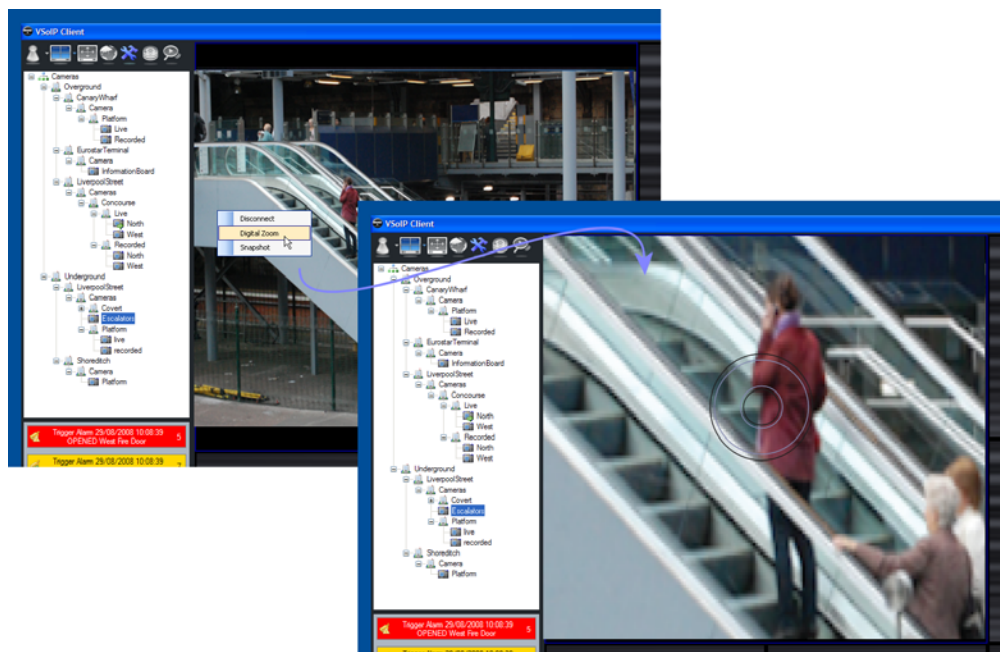 VSoIP Client
Cameras
Overground
CanaryWharf
Camera
Platform
Live
Recorded
EurostarTerminal
Camera
InformationBoard
LiverpoolStreet
Cameras
Concourse
Live
North
West
Recorded
North
West
Underground
LiverpoolStreet
Cameras
Covert
Escalators
Platform
live
recorded
Shoreditch
Camera
Platform
Trigger Alarm 29/08/2008 10:08:39 5
OPENED West Fire Door
Trigger Alarm 29/08/2008 10:08:39
Disconnect
Digital Zoom
Snapshot
VSoIP Client
Cameras
Overground
CanaryWharf
Camera
Platform
Live
Recorded
EurostarTerminal
Camera
InformationBoard
LiverpoolStreet
Cameras
Concourse
Live
North
West
Recorded
North
West
Underground
LiverpoolStreet
Cameras
Covert
Escalators
Platform
live
recorded
Shoreditch
Camera
Platform
Trigger Alarm 29/08/2008 10:08:39 5
OPENED West Fire Door